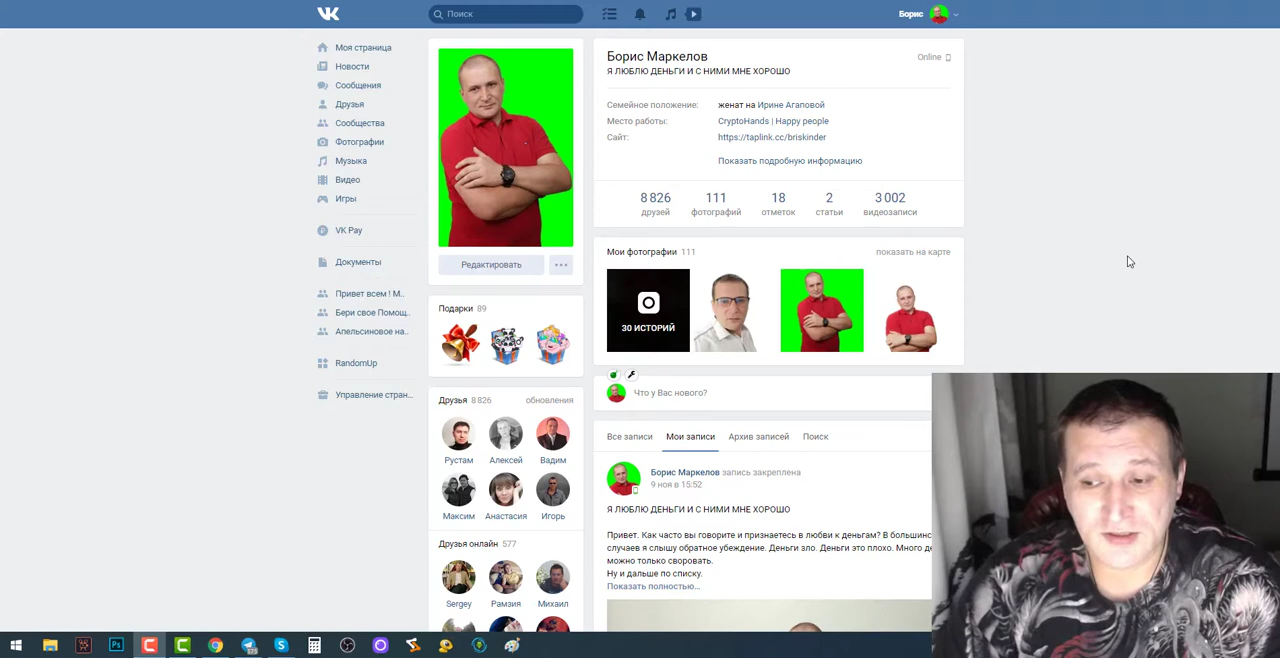 Поиск
Борис
Моя страница
Новости
Сообщения
Друзья
Сообщества
Фотографии
Музыка
Видео
Игры
VK Pay
Документы
Привет всем ! М..
Бери свое Помощ..
Апельсиновое на..
RandomUp
Управление стран...
Редактировать
Подарки 89
Друзья 8 826 обновления
Рустам Алексей Вадим
Максим Анастасия Игорь
Друзья онлайн 577
Sergey Рамзия Михаил
Борис Маркелов Online
Я ЛЮБЛЮ ДЕНЬГИ И С НИМИ МНЕ ХОРОШО
Семейное положение: женат на Ирине Агаповой
Место работы: CryptoHands | Happy people
Сайт: https://taplink.cc/briskinder
Показать подробную информацию
8 826 111 18 2 3 002
друзей фотографий отметок статьи видеозаписи
Мои фотографии 111 показать на карте
30 ИСТОРИЙ
Что у Вас нового?
Все записи Мои записи Архив записей Поиск
Борис Маркелов запись закреплена
9 ноя в 15:52
Я ЛЮБЛЮ ДЕНЬГИ И С НИМИ МНЕ ХОРОШО
Привет. Как часто вы говорите и признаетесь в любви к деньгам? В большинс
случаев я слышу обратное убеждение. Деньги зло. Деньги это плохо. Много де
можно только своровать.
Ну и дальше по списку.
Показать полностью...
Ps